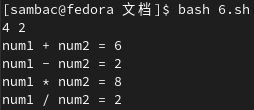 [sambac@fedora 文档]$ bash 6.sh
4 2
num1 + num2 = 6
num1 - num2 = 2
num1 * num2 = 8
num1 / num2 = 2